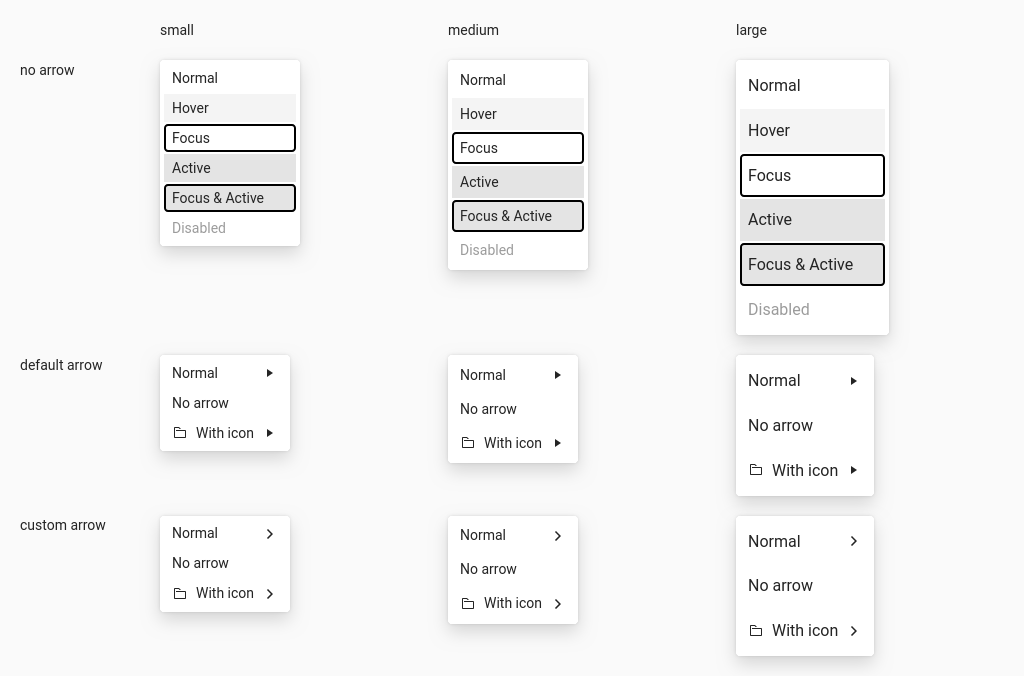 small
medium
large
no arrow
Normal
Hover
Focus
Active
Focus & Active
Disabled
Normal
Hover
Focus
Active
Focus & Active
Disabled
Normal
Hover
Focus
Active
Focus & Active
Disabled
default arrow
Normal
No arrow
With icon
Normal
No arrow
With icon
Normal
No arrow
With icon
custom arrow
Normal
No arrow
With icon
Normal
No arrow
With icon
Normal
No arrow
With icon